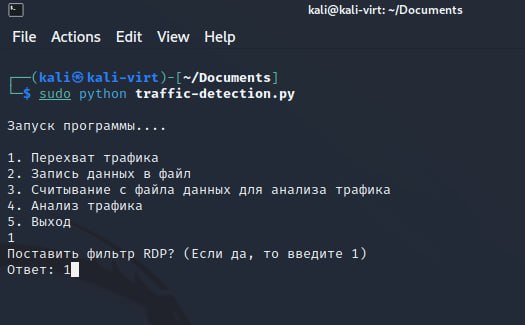 kali@kali-virt: ~/Documents
File Actions Edit View Help
┌──(kali㉿kali-virt)-[~/Documents]
└─$ sudo python traffic-detection.py
Запуск программы....
1. Перехват трафика
2. Запись данных в файл
3. Считывание с файла данных для анализа трафика
4. Анализ трафика
5. Выход
1
Поставить фильтр RDP? (Если да, то введите 1)
Ответ: 1